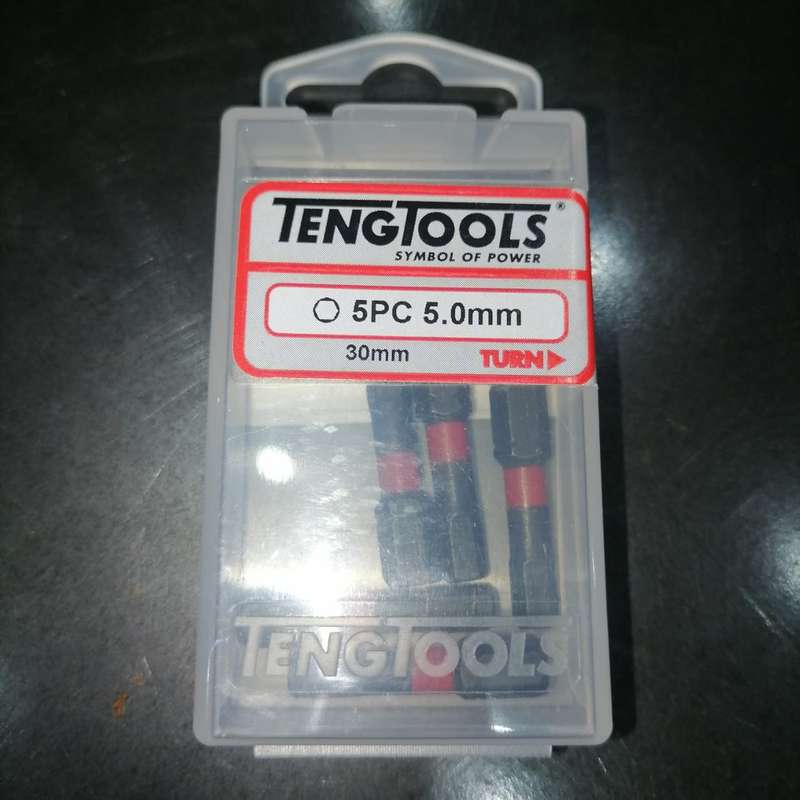 TENGTOOLS®
SYMBOL OF POWER
5PC 5.0mm
30mm
TURN
TENGTOOLS